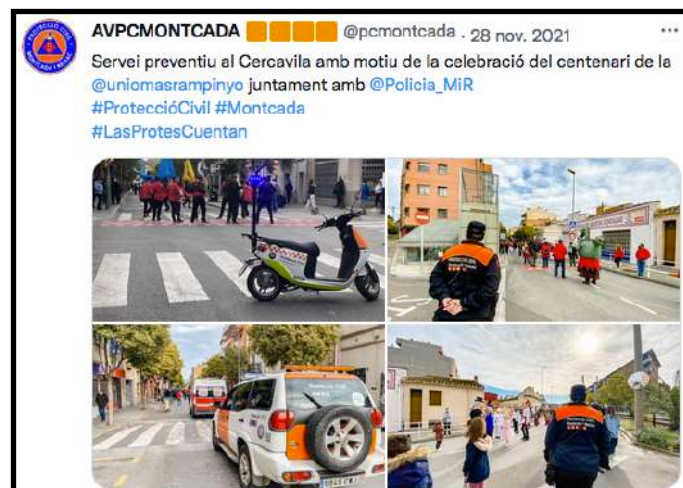 AVPCMONTCADA 🟧🟧🟧🟧 @pcmontcada · 28 nov. 2021
Servei preventiu al Cercavila amb motiu de la celebració del centenari de la
@uniomasrampinyo juntament amb @Policia_MiR
#ProteccióCivil #Montcada
#LasProtesCuentan